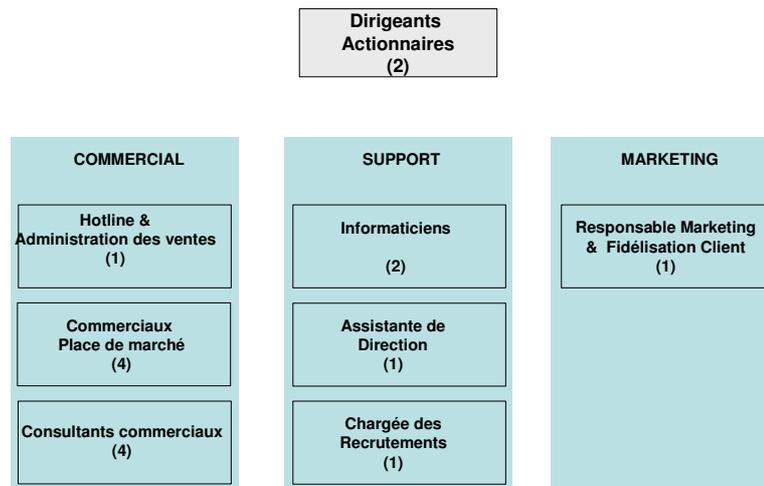 Dirigeants
Actionnaires
(2)
COMMERCIAL
Hotline &
Administration des ventes
(1)
Commerciaux
Place de marché
(4)
Consultants commerciaux
(4)
SUPPORT
Informaticiens
(2)
Assistante de
Direction
(1)
Chargée des
Recrutements
(1)
MARKETING
Responsable Marketing
& Fidélisation Client
(1)